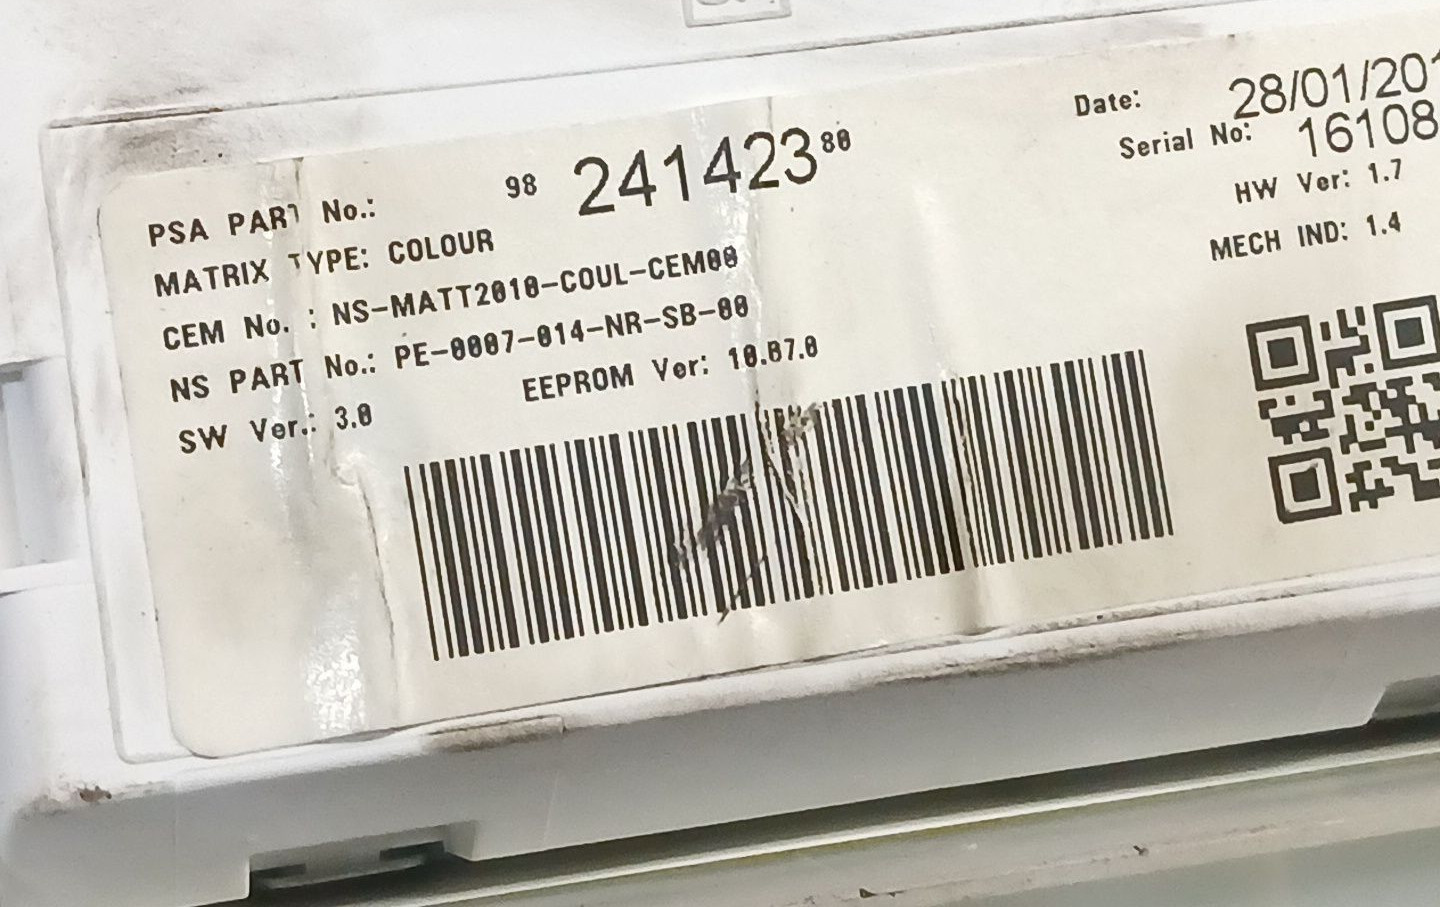 PSA PART No.: 98 241423 80
MATRIX TYPE: COLOUR
CEM No. : NS-MATT2010-COUL-CEM00
NS PART No.: PE-0007-014-NR-SB-00
SW Ver.: 3.0 EEPROM Ver: 10.07.0
Date: 28/01/201
Serial No: 16108
HW Ver: 1.7
MECH IND: 1.4